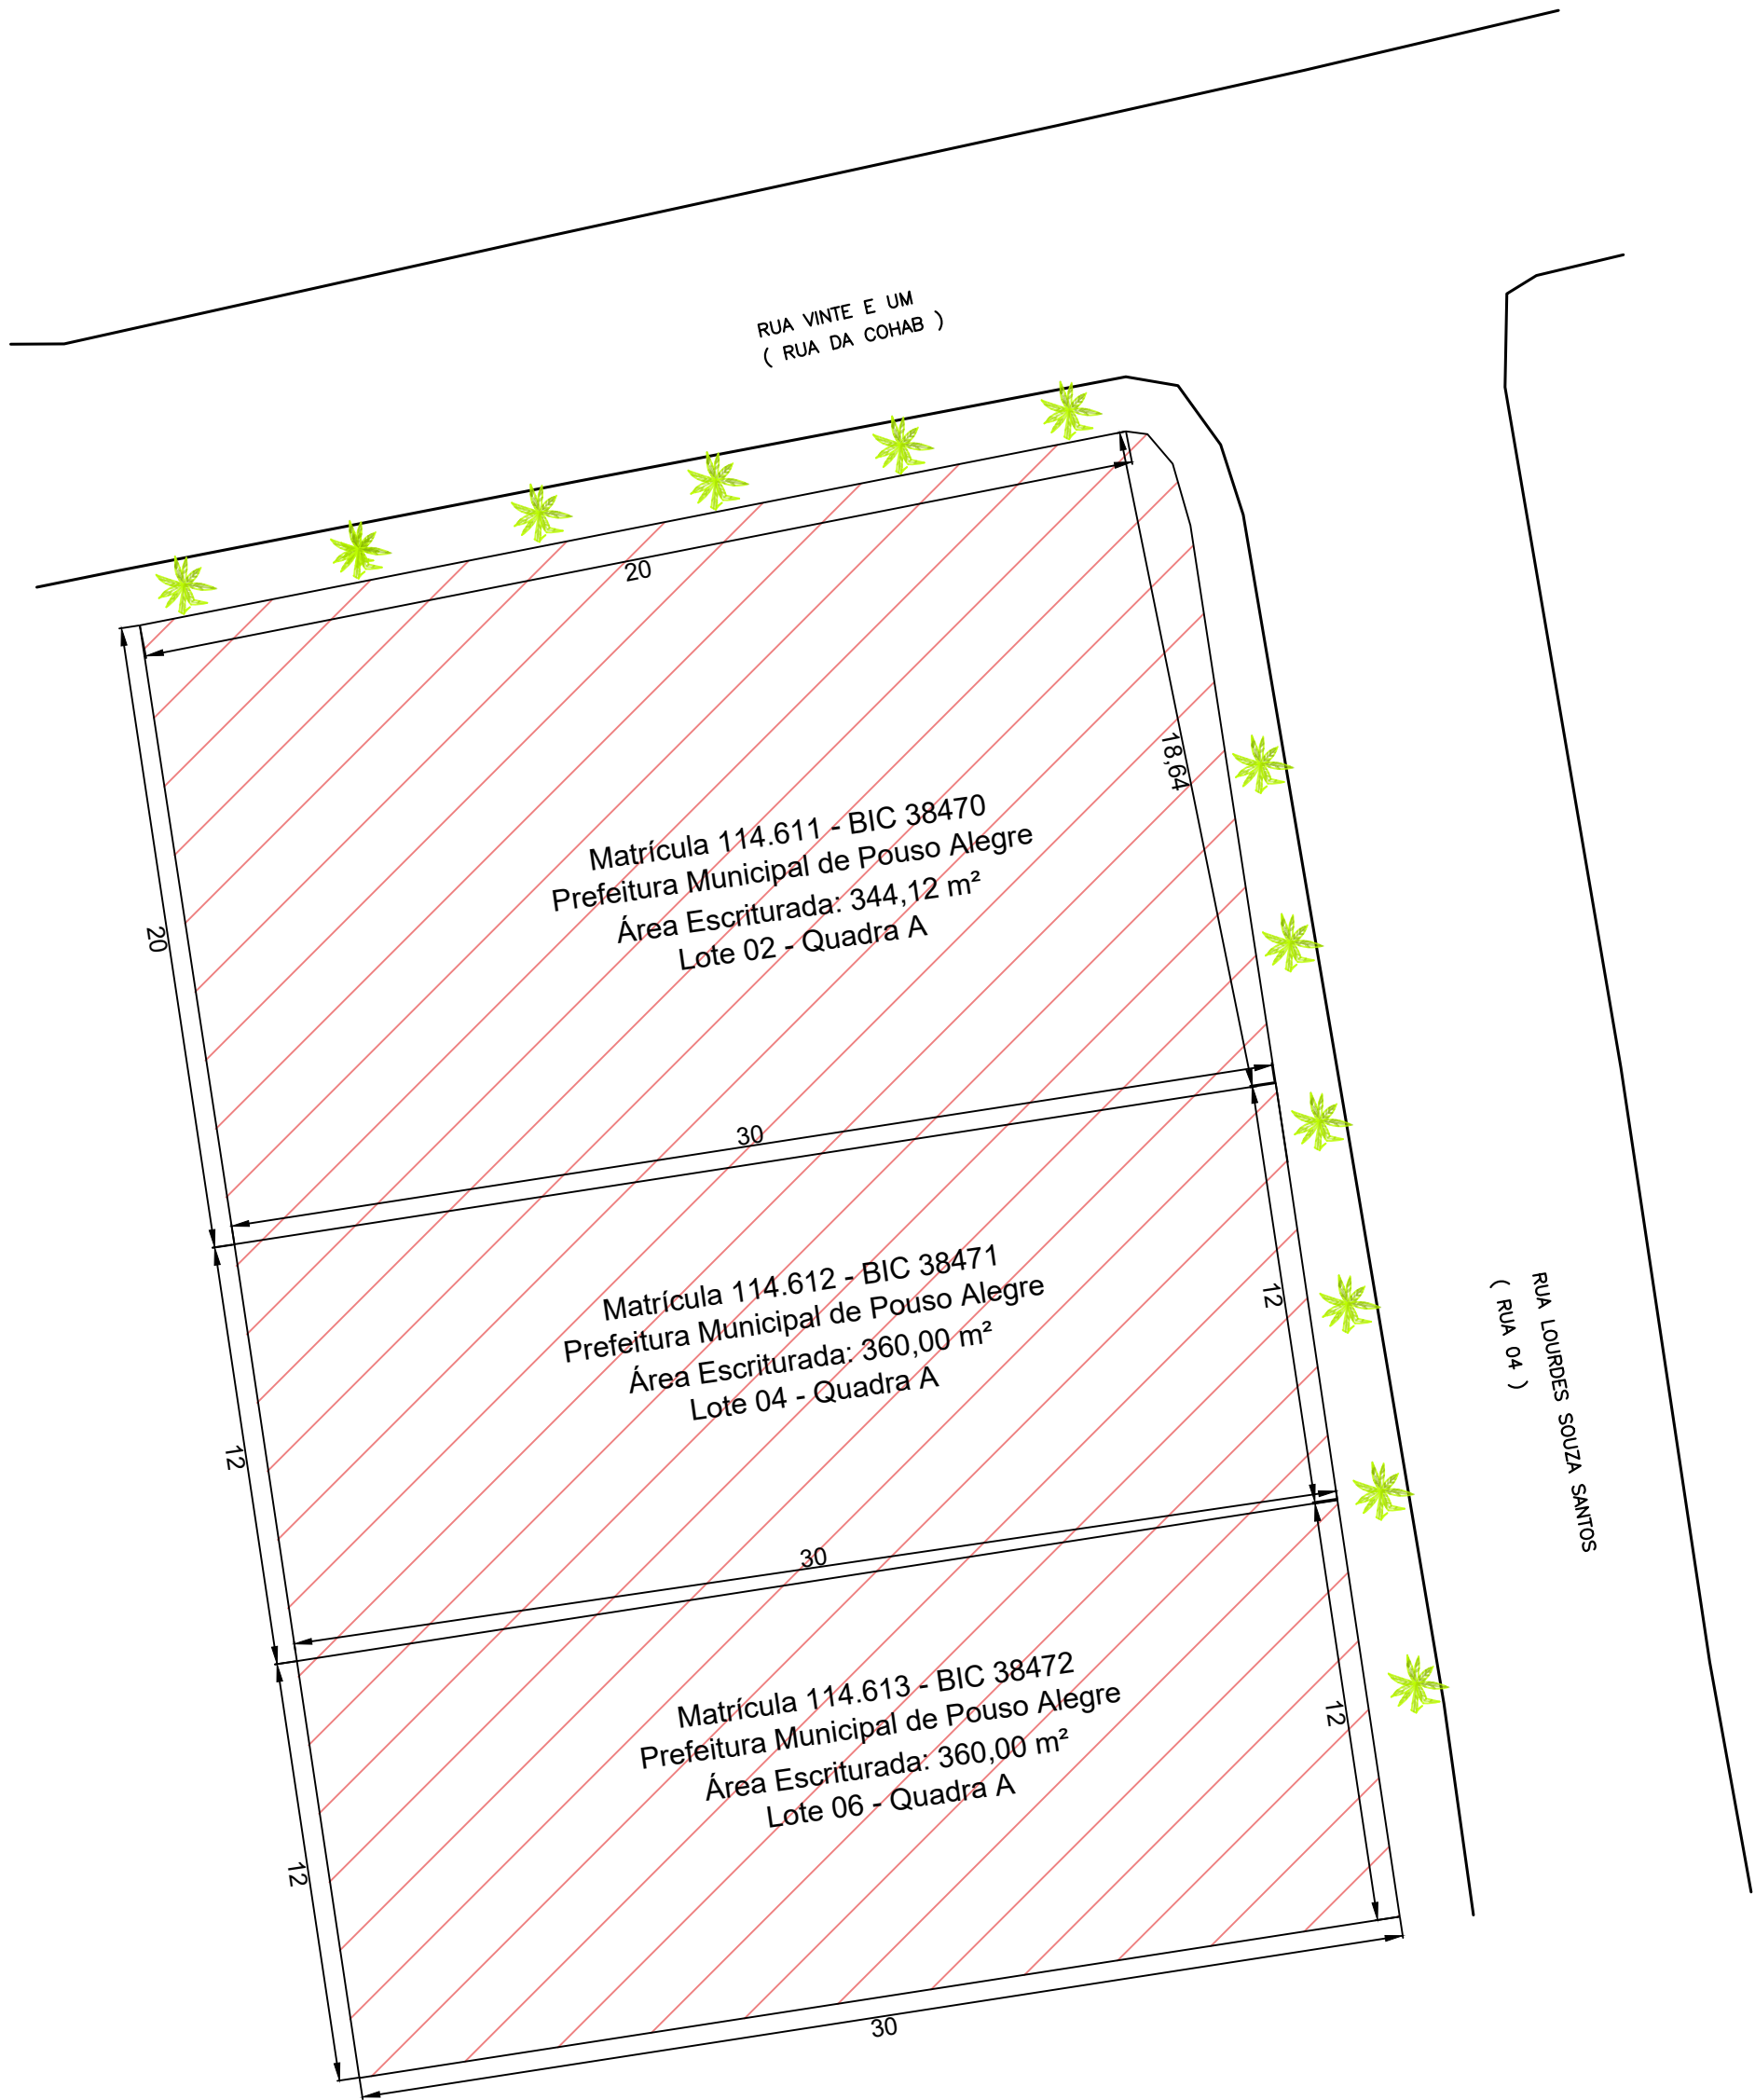 RUA VINTE E UM
( RUA DA COHAB )
20
18,64
Matrícula 114.611 - BIC 38470
Prefeitura Municipal de Pouso Alegre
Área Escriturada: 344,12 m²
Lote 02 - Quadra A
20
30
Matrícula 114.612 - BIC 38471
Prefeitura Municipal de Pouso Alegre
Área Escriturada: 360,00 m²
Lote 04 - Quadra A
12
12
RUA LOURDES SOUZA SANTOS
( RUA 04 )
30
Matrícula 114.613 - BIC 38472
Prefeitura Municipal de Pouso Alegre
Área Escriturada: 360,00 m²
Lote 06 - Quadra A
12
12
30